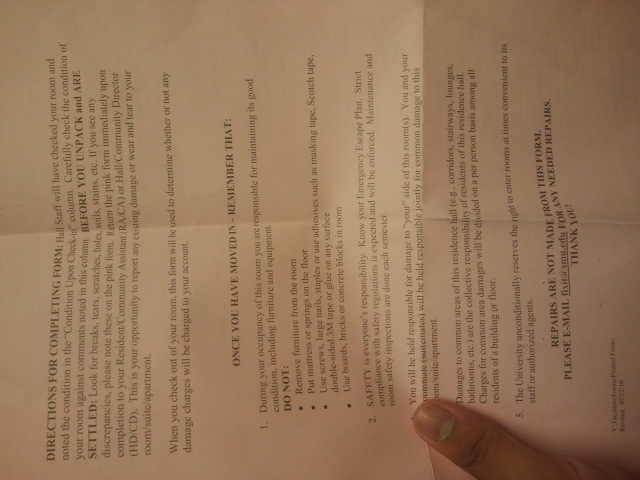 DIRECTIONS FOR COMPLETING FORM: Hall Staff will have checked your room and
noted the condition in the "Condition Upon Check-in" column. Carefully check the condition of
your room against comments noted in this column. BEFORE YOU UNPACK and ARE
SETTLED: Look for breaks, tears, scratches, holes, soils, stains, etc. If you see any
discrepancies, please note these on the pink form. Return the pink form immediately upon
completion to your Resident/Community Assistant (RA/CA) or Hall/Community Director
(HD/CD). This is your opportunity to report any existing damage or wear and tear to your
room/suite/apartment.
When you check out of your room, this form will be used to determine whether or not any
damage charges will be charged to your account.
ONCE YOU HAVE MOVED IN – REMEMBER THAT:
1. During your occupancy of this room you are responsible for maintaining its good
condition, including furniture and equipment.
DO NOT:
• Remove furniture from the room
• Put mattress or springs on the floor
• Use screws, large nails, staples or use adhesives such as masking tape, Scotch tape,
double-sided 3M tape or glue on any surface
• Use boards, bricks or concrete blocks in room
2. SAFETY is everyone's responsibility. Know your Emergency Escape Plan. Strict
compliance with safety regulations is expected and will be enforced. Maintenance and
room safety inspections are done each semester.
You will be held responsible for damage to "your" side of this room(s). You and your
roommate (suitemates) will be held responsible jointly for common damage to this
room/suite/apartment.
Damages to common areas of this residence hall (e.g., corridors, stairways, lounges,
bathrooms, etc.) are the collective responsibility of residents of this residence hall.
Charges for common area damages will be divided on a per person basis among all
residents of a building or floor.
5. The University unconditionally reserves the right to enter rooms at times convenient to its
staff or authorized agents.
REPAIRS ARE NOT MADE FROM THIS FORM.
PLEASE E-MAIL fixit@smu.edu FOR ANY NEEDED REPAIRS.
THANK YOU!
V: Facilities/Forms/Printed Forms
Revised 07/12/10